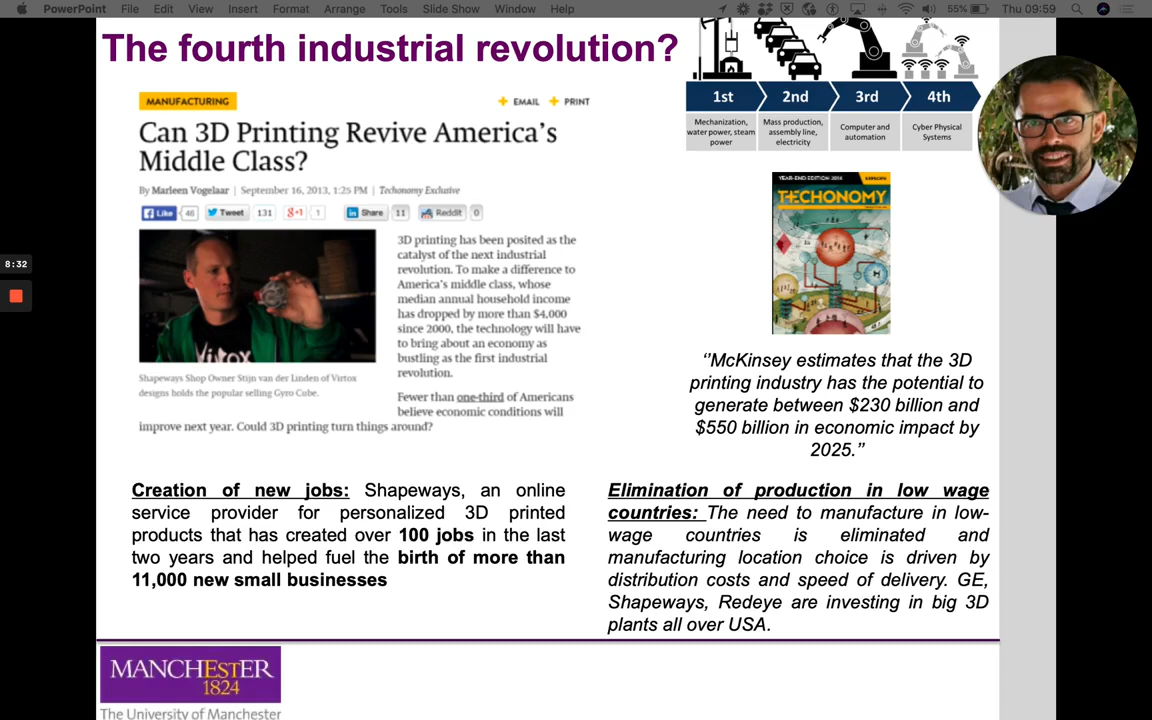 PowerPoint File Edit View Insert Format Arrange Tools Slide Show Window Help 55% Thu 09:59
The fourth industrial revolution?
1st 2nd 3rd 4th
Mechanization, water power, steam power
Mass production, assembly line, electricity
Computer and automation
Cyber Physical Systems
MANUFACTURING
+ EMAIL + PRINT
Can 3D Printing Revive America's
Middle Class?
By Marleen Vogelaar | September 16, 2013, 1:25 PM | Techonomy Exclusive
Like 46 Tweet 131 g+1 1 Share 11 Reddit 0
8:32
3D printing has been posited as the
catalyst of the next industrial
revolution. To make a difference to
America's middle class, whose
median annual household income
has dropped by more than $4,000
since 2000, the technology will have
to bring about an economy as
bustling as the first industrial
revolution.
Virtox
Shapeways Shop Owner Stijn van der Linden of Virtox
designs holds the popular selling Gyro Cube.
Fewer than one-third of Americans
believe economic conditions will
improve next year. Could 3D printing turn things around?
YEAR-END EDITION 2014
TECHONOMY
‘’McKinsey estimates that the 3D
printing industry has the potential to
generate between $230 billion and
$550 billion in economic impact by
2025.’’
Creation of new jobs: Shapeways, an online
service provider for personalized 3D printed
products that has created over 100 jobs in the last
two years and helped fuel the birth of more than
11,000 new small businesses
Elimination of production in low wage
countries: The need to manufacture in low-
wage countries is eliminated and
manufacturing location choice is driven by
distribution costs and speed of delivery. GE,
Shapeways, Redeye are investing in big 3D
plants all over USA.
MANCHESTER
1824
The University of Manchester